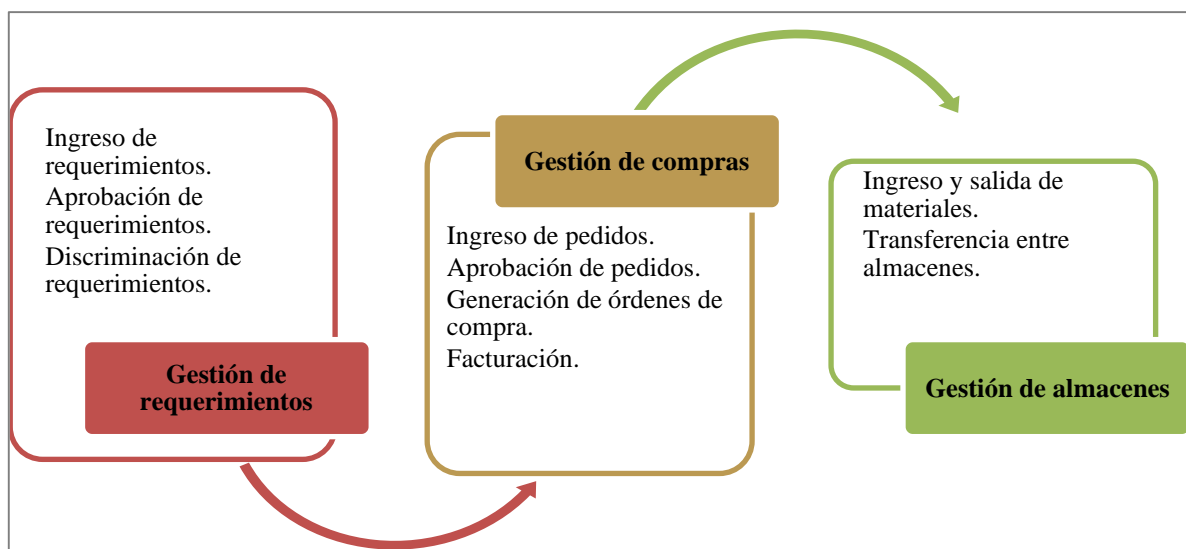 Ingreso de
requerimientos.
Aprobación de
requerimientos.
Discriminación de
requerimientos.
Gestión de
requerimientos
Gestión de compras
Ingreso de pedidos.
Aprobación de pedidos.
Generación de órdenes de
compra.
Facturación.
Ingreso y salida de
materiales.
Transferencia entre
almacenes.
Gestión de almacenes